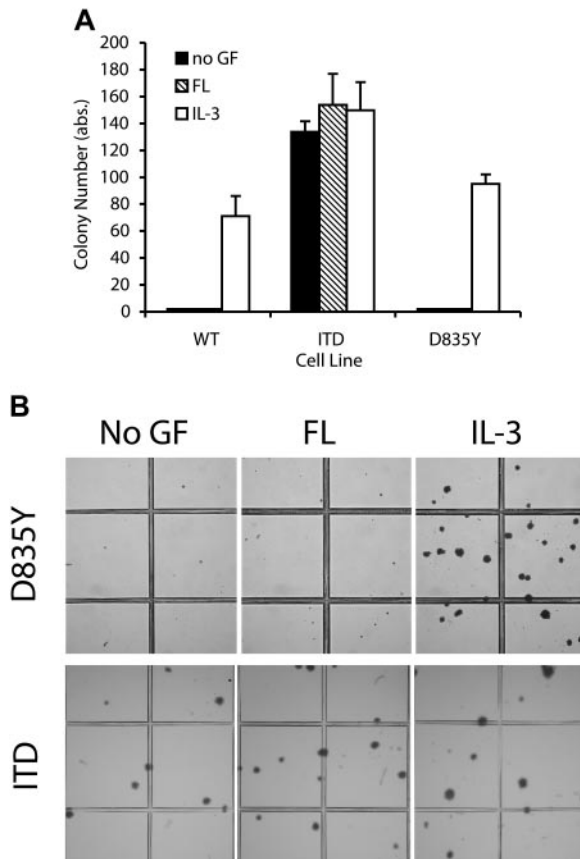 A
200
180
160
140
120
100
80
60
40
20
0
Colony Number (abs.)
no GF
FL
IL-3
WT ITD D835Y
Cell Line
B
No GF FL IL-3
D835Y
ITD